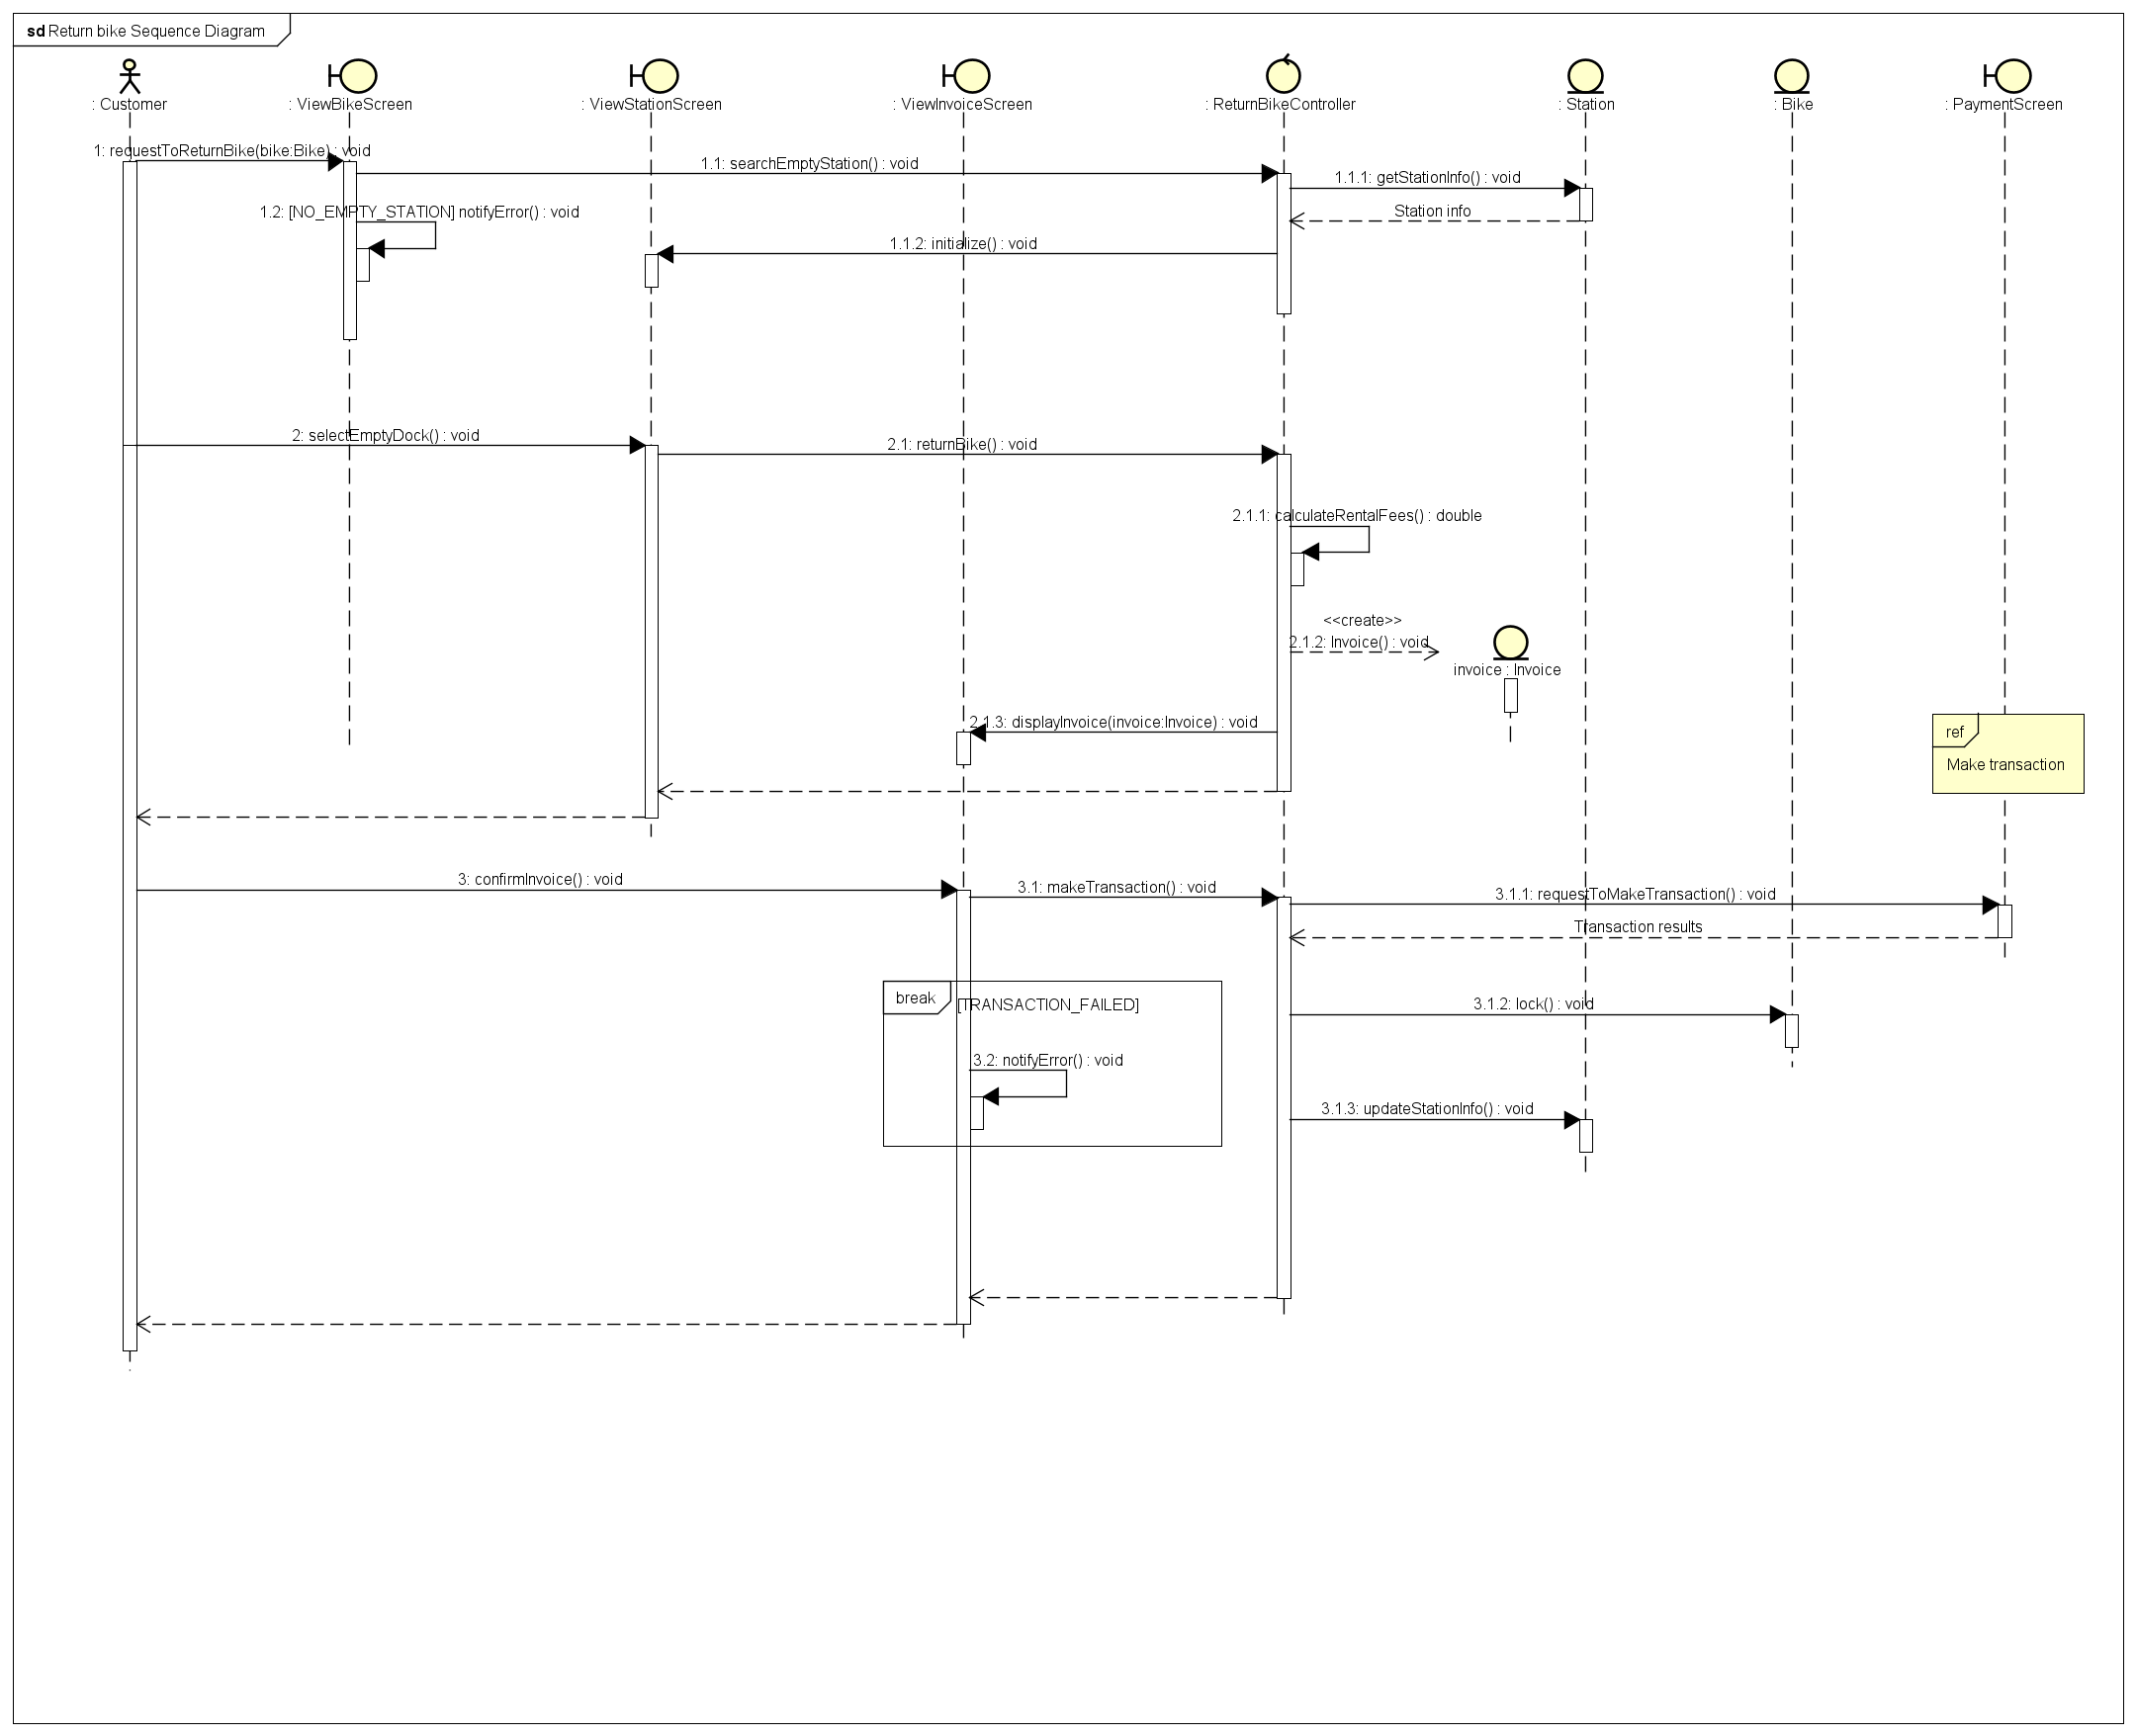 sd Return bike Sequence Diagram
: Customer
: ViewBikeScreen
: ViewStationScreen
: ViewInvoiceScreen
: ReturnBikeController
: Station
: Bike
: PaymentScreen
1: requestToReturnBike(bike:Bike) : void
1.1: searchEmptyStation() : void
1.1.1: getStationInfo() : void
1.2: [NO_EMPTY_STATION] notifyError() : void
Station info
1.1.2: initialize() : void
2: selectEmptyDock() : void
2.1: returnBike() : void
2.1.1: calculateRentalFees() : double
<<create>>
2.1.2: Invoice() : void
invoice : Invoice
2.1.3: displayInvoice(invoice:Invoice) : void
ref
Make transaction
3: confirmInvoice() : void
3.1: makeTransaction() : void
3.1.1: requestToMakeTransaction() : void
Transaction results
break
[TRANSACTION_FAILED]
3.1.2: lock() : void
3.2: notifyError() : void
3.1.3: updateStationInfo() : void